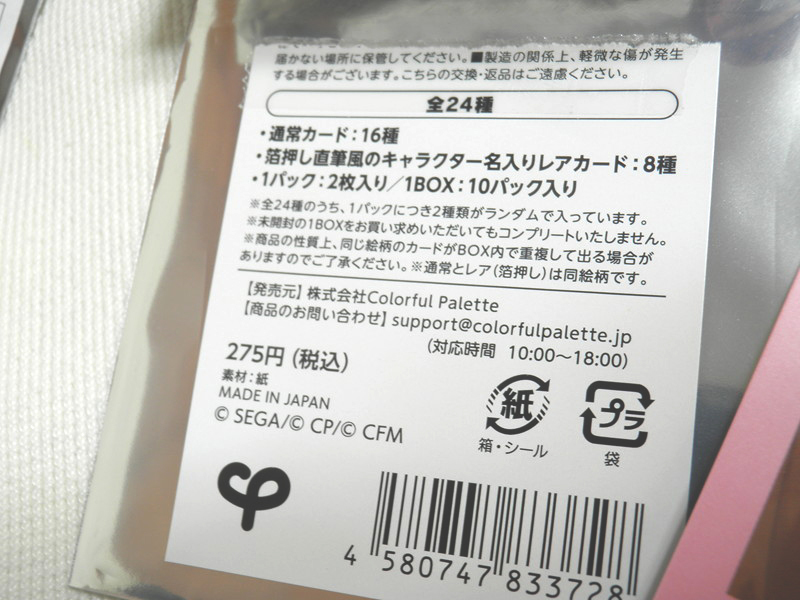 届かない場所に保管してください。■製造の関係上、軽微な傷が発生
する場合がございます。こちらの交換・返品はご遠慮ください。
全24種
・通常カード：16種
・箔押し直筆風のキャラクター名入りレアカード：8種
・1パック：2枚入り／1BOX：10パック入り
※全24種のうち、1パックにつき2種類がランダムで入っています。
※未開封の1BOXをお買い求めいただいてもコンプリートいたしません。
※商品の性質上、同じ絵柄のカードがBOX内で重複して出る場合が
ありますのでご了承ください。※通常とレア（箔押し）は同絵柄です。
【発売元】株式会社Colorful Palette
【商品のお問い合わせ】support@colorfulpalette.jp
（対応時間 10:00～18:00）
275円（税込）
素材：紙
MADE IN JAPAN
© SEGA/© CP/© CFM
紙
箱・シール
プラ
袋
4 580747 833728